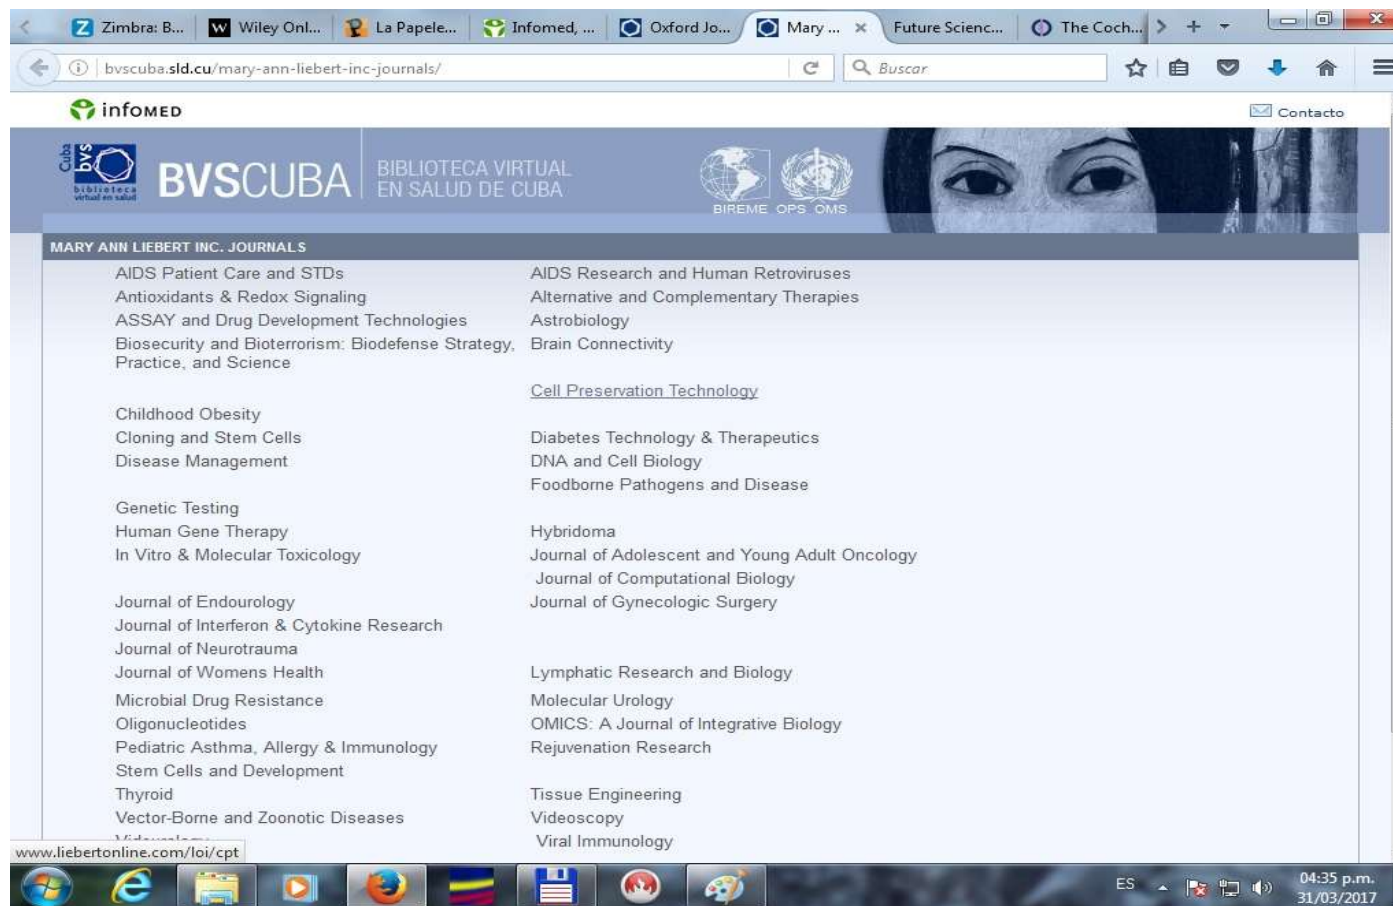 Zimbra: B... Wiley Onl... La Papele... Infomed, ... Oxford Jo... Mary ... × Future Scienc... The Coch...
bvscuba.sld.cu/mary-ann-liebert-inc-journals/ Buscar
infoMED Contacto
Cuba bvs biblioteca virtual en salud
BVSCUBA
BIBLIOTECA VIRTUAL
EN SALUD DE CUBA
BIREME OPS OMS
MARY ANN LIEBERT INC. JOURNALS
AIDS Patient Care and STDs AIDS Research and Human Retroviruses
Antioxidants & Redox Signaling Alternative and Complementary Therapies
ASSAY and Drug Development Technologies Astrobiology
Biosecurity and Bioterrorism: Biodefense Strategy, Brain Connectivity
Practice, and Science
Cell Preservation Technology
Childhood Obesity
Cloning and Stem Cells Diabetes Technology & Therapeutics
Disease Management DNA and Cell Biology
Foodborne Pathogens and Disease
Genetic Testing
Human Gene Therapy Hybridoma
In Vitro & Molecular Toxicology Journal of Adolescent and Young Adult Oncology
Journal of Computational Biology
Journal of Endourology Journal of Gynecologic Surgery
Journal of Interferon & Cytokine Research
Journal of Neurotrauma
Journal of Womens Health Lymphatic Research and Biology
Microbial Drug Resistance Molecular Urology
Oligonucleotides OMICS: A Journal of Integrative Biology
Pediatric Asthma, Allergy & Immunology Rejuvenation Research
Stem Cells and Development
Thyroid Tissue Engineering
Vector-Borne and Zoonotic Diseases Videoscopy
Viral Immunology
www.liebertonline.com/loi/cpt
ES 04:35 p.m.
31/03/2017